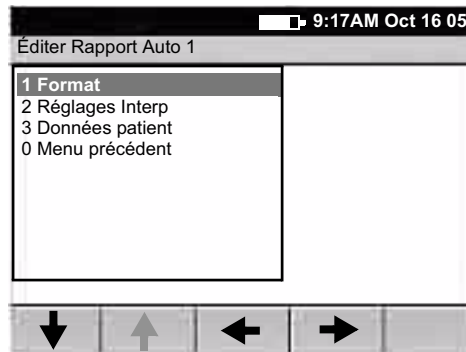 9:17AM Oct 16 05
Éditer Rapport Auto 1
1 Format
2 Réglages Interp
3 Données patient
0 Menu précédent